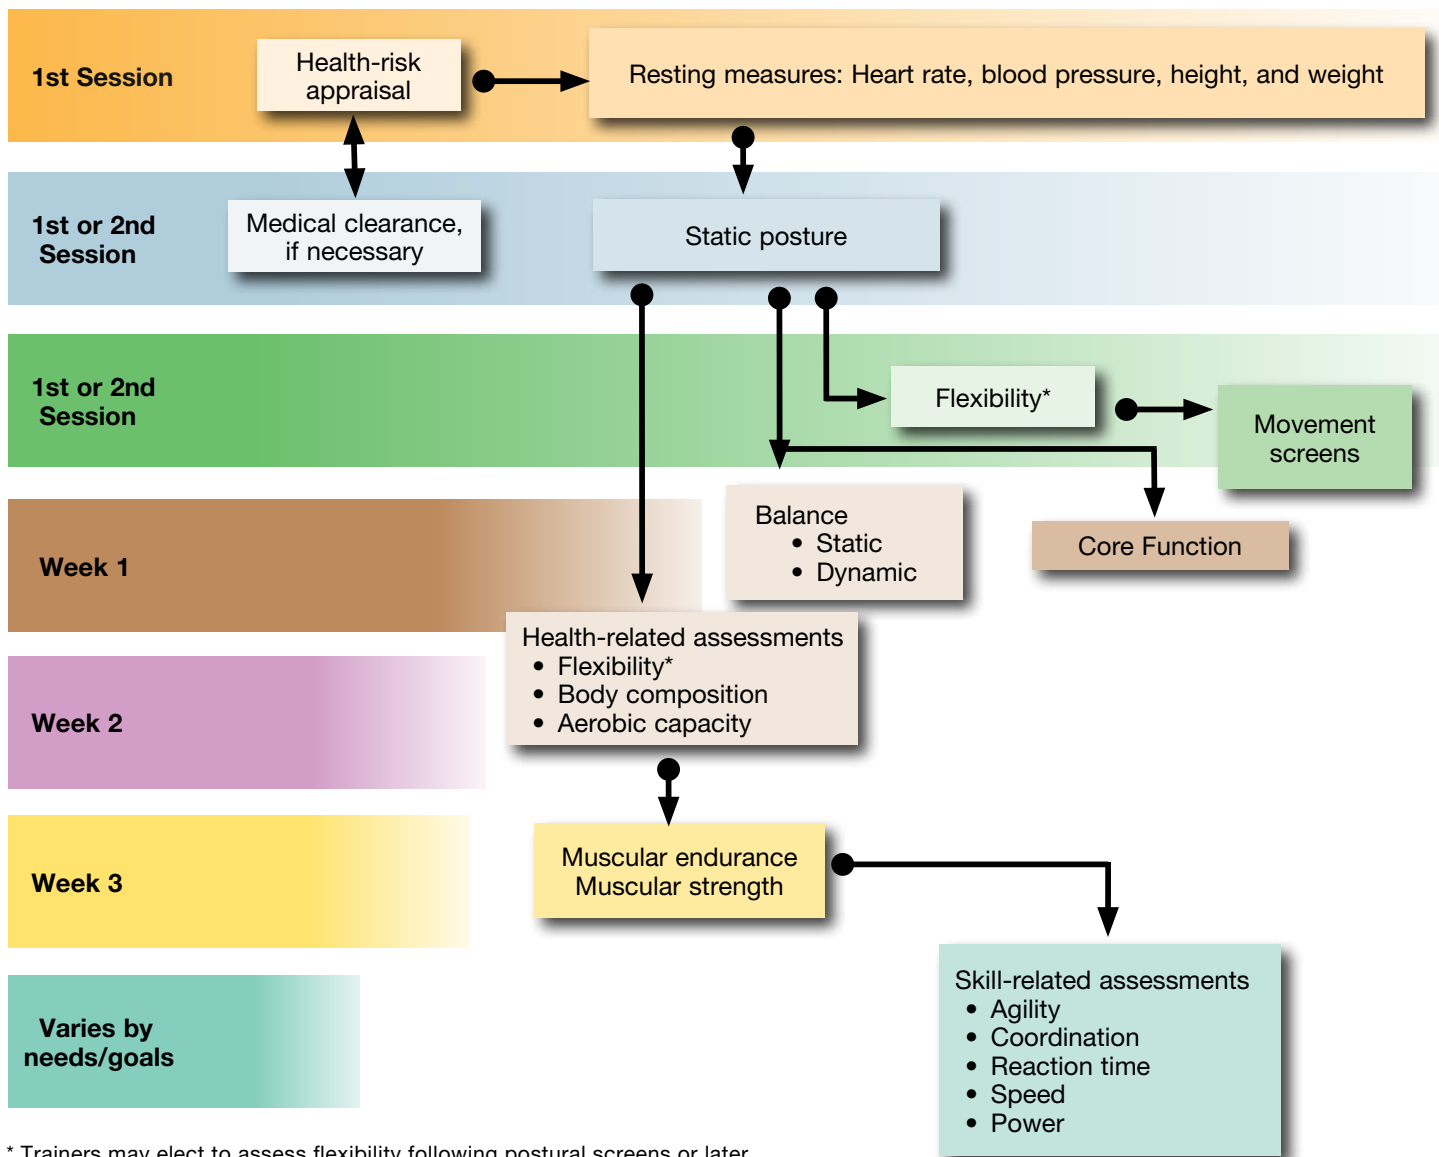 1st Session
Health-risk
appraisal
Resting measures: Heart rate, blood pressure, height, and weight
1st or 2nd
Session
Medical clearance,
if necessary
Static posture
1st or 2nd
Session
Flexibility*
Movement
screens
Week 1
Balance
• Static
• Dynamic
Core Function
Health-related assessments
• Flexibility*
• Body composition
• Aerobic capacity
Week 2
Week 3
Muscular endurance
Muscular strength
Varies by
needs/goals
Skill-related assessments
• Agility
• Coordination
• Reaction time
• Speed
• Power
* Trainers may elect to assess flexibility following postural screens or later